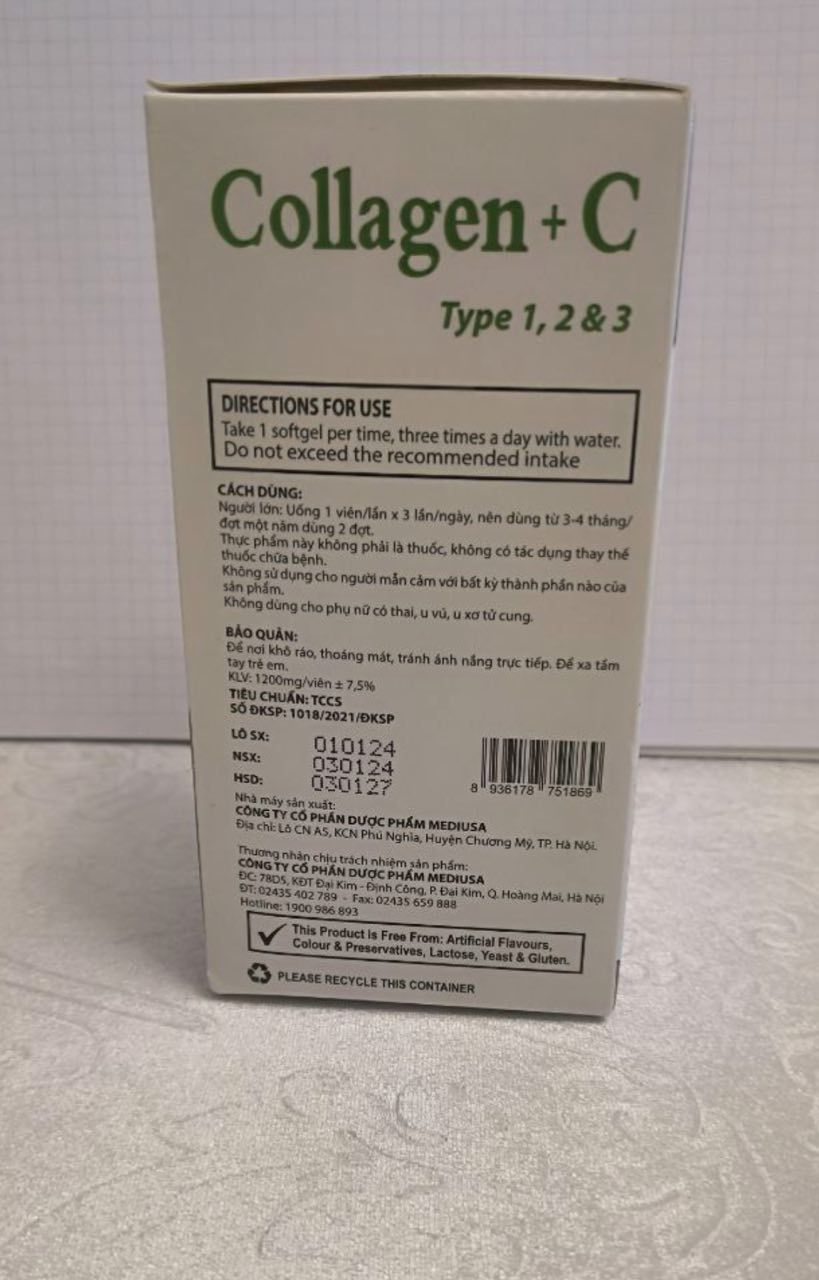 Collagen + C
Type 1, 2 & 3
DIRECTIONS FOR USE
Take 1 softgel per time, three times a day with water.
Do not exceed the recommended intake
CÁCH DÙNG:
Người lớn: Uống 1 viên/lần x 3 lần/ngày, nên dùng từ 3-4 tháng/
đợt một năm dùng 2 đợt.
Thực phẩm này không phải là thuốc, không có tác dụng thay thế
thuốc chữa bệnh.
Không sử dụng cho người mẫn cảm với bất kỳ thành phần nào của
sản phẩm.
Không dùng cho phụ nữ có thai, u vú, u xơ tử cung.
BẢO QUẢN:
Để nơi khô ráo, thoáng mát, tránh ánh nắng trực tiếp. Để xa tầm
tay trẻ em.
KLV: 1200mg/viên ± 7,5%
TIÊU CHUẨN: TCCS
SỐ ĐKSP: 1018/2021/ĐKSP
LÔ SX: 010124
NSX: 030124
HSD: 030127
8 936178 751869
Nhà máy sản xuất:
CÔNG TY CỔ PHẦN DƯỢC PHẨM MEDIUSA
Địa chỉ: Lô CN A5, KCN Phú Nghĩa, Huyện Chương Mỹ, TP. Hà Nội.
Thương nhân chịu trách nhiệm sản phẩm:
CÔNG TY CỔ PHẦN DƯỢC PHẨM MEDIUSA
ĐC: 78D5, KĐT Đại Kim - Định Công, P. Đại Kim, Q. Hoàng Mai, Hà Nội
ĐT: 02435 402 789 - Fax: 02435 659 888
Hotline: 1900 986 893
This Product is Free From: Artificial Flavours,
Colour & Preservatives, Lactose, Yeast & Gluten.
PLEASE RECYCLE THIS CONTAINER